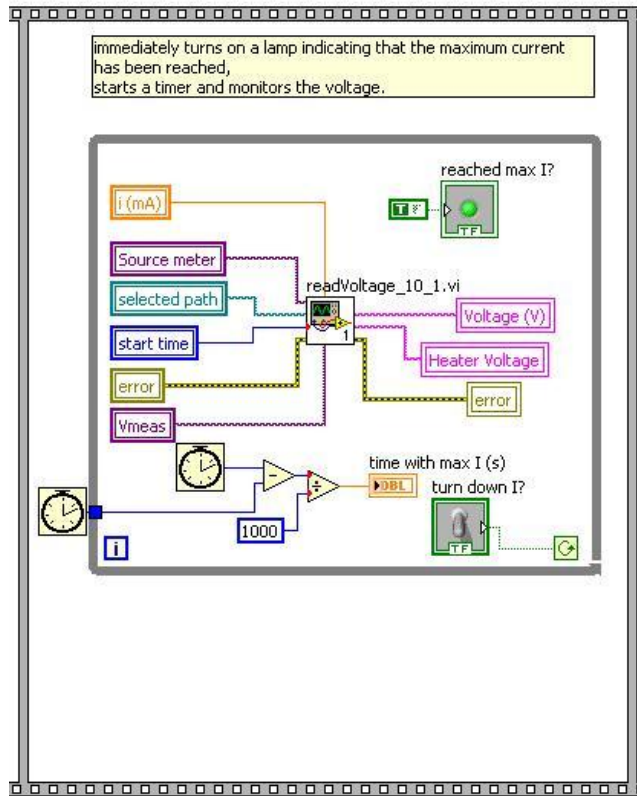 immediately turns on a lamp indicating that the maximum current
has been reached,
starts a timer and monitors the voltage.
reached max I?
i (mA)
T F
TF
Source meter
readVoltage_10_1.vi
selected path
Voltage (V)
start time
1
Heater Voltage
error
error
Vmeas
time with max I (s)
DBL
turn down I?
1000
TF
i